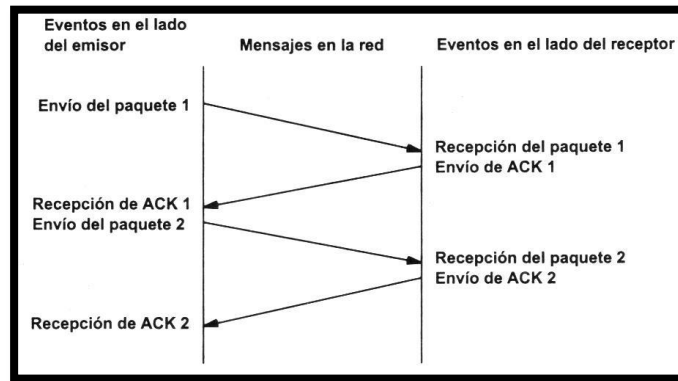 Eventos en el lado
del emisor
Mensajes en la red
Eventos en el lado del receptor
Envío del paquete 1
Recepción del paquete 1
Envío de ACK 1
Recepción de ACK 1
Envío del paquete 2
Recepción del paquete 2
Envío de ACK 2
Recepción de ACK 2